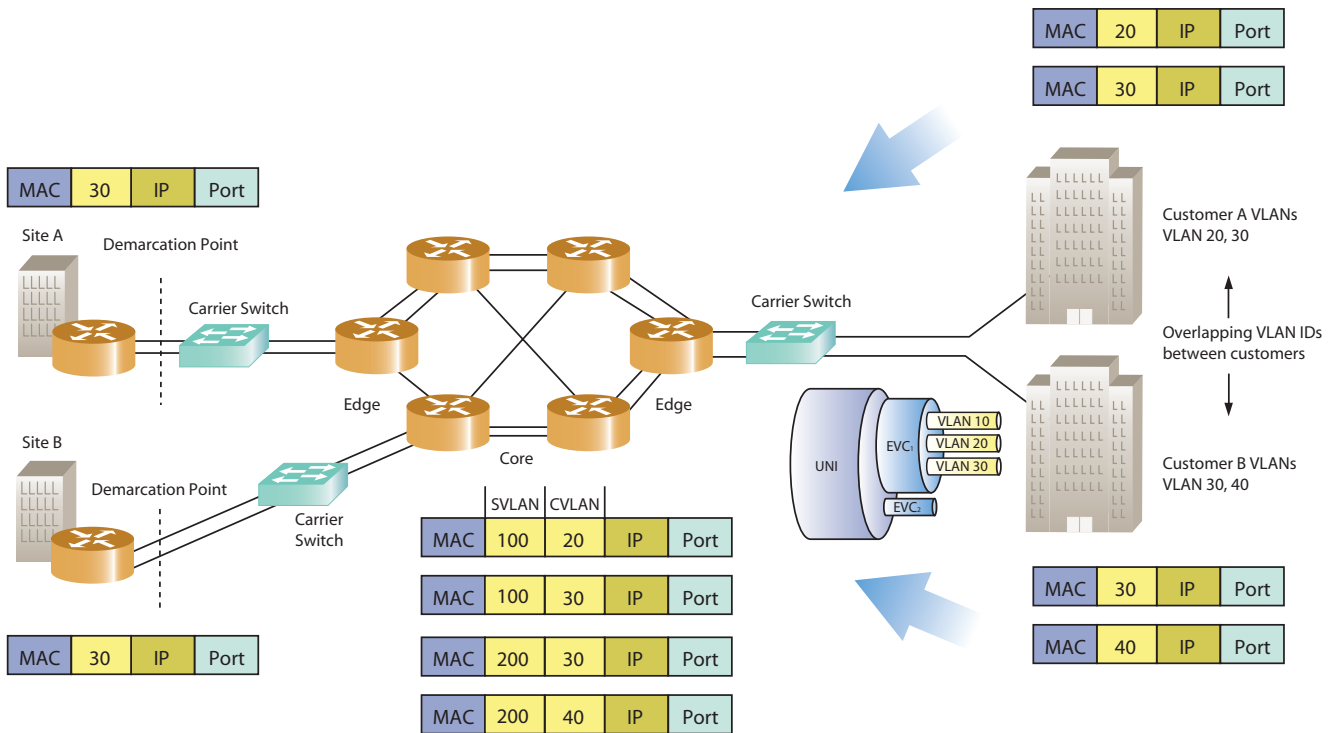 MAC 20 IP Port
MAC 30 IP Port
MAC 30 IP Port
Site A
Demarcation Point
Carrier Switch
Edge
Core
Edge
Carrier Switch
Customer A VLANs
VLAN 20, 30
Overlapping VLAN IDs
between customers
Customer B VLANs
VLAN 30, 40
UNI
EVC₁
VLAN 10
VLAN 20
VLAN 30
EVC₂
Site B
Demarcation Point
Carrier
Switch
MAC 30 IP Port
SVLAN CVLAN
MAC 100 20 IP Port
MAC 100 30 IP Port
MAC 200 30 IP Port
MAC 200 40 IP Port
MAC 30 IP Port
MAC 40 IP Port